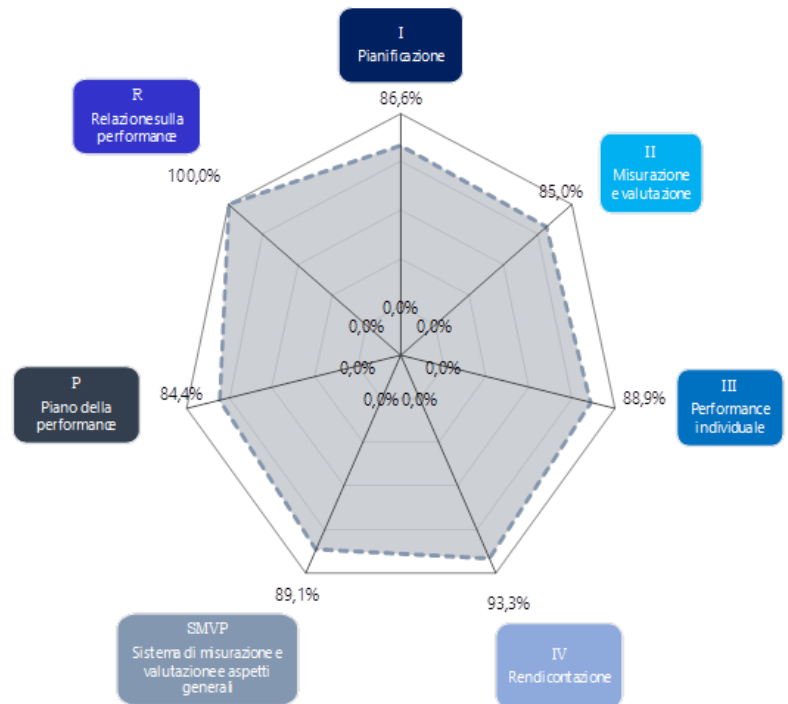 I
Pianificazione
86,6%
R
Relazione sulla
performance
100,0%
II
Misurazione
e valutazione
85,0%
0,0%
0,0%
0,0%
0,0%
0,0%
0,0%
0,0%
P
Piano della
performance
84,4%
III
Performance
individuale
88,9%
89,1%
93,3%
SMVP
Sistema di misurazione e
valutazione e aspetti
generali
IV
Rendicontazione